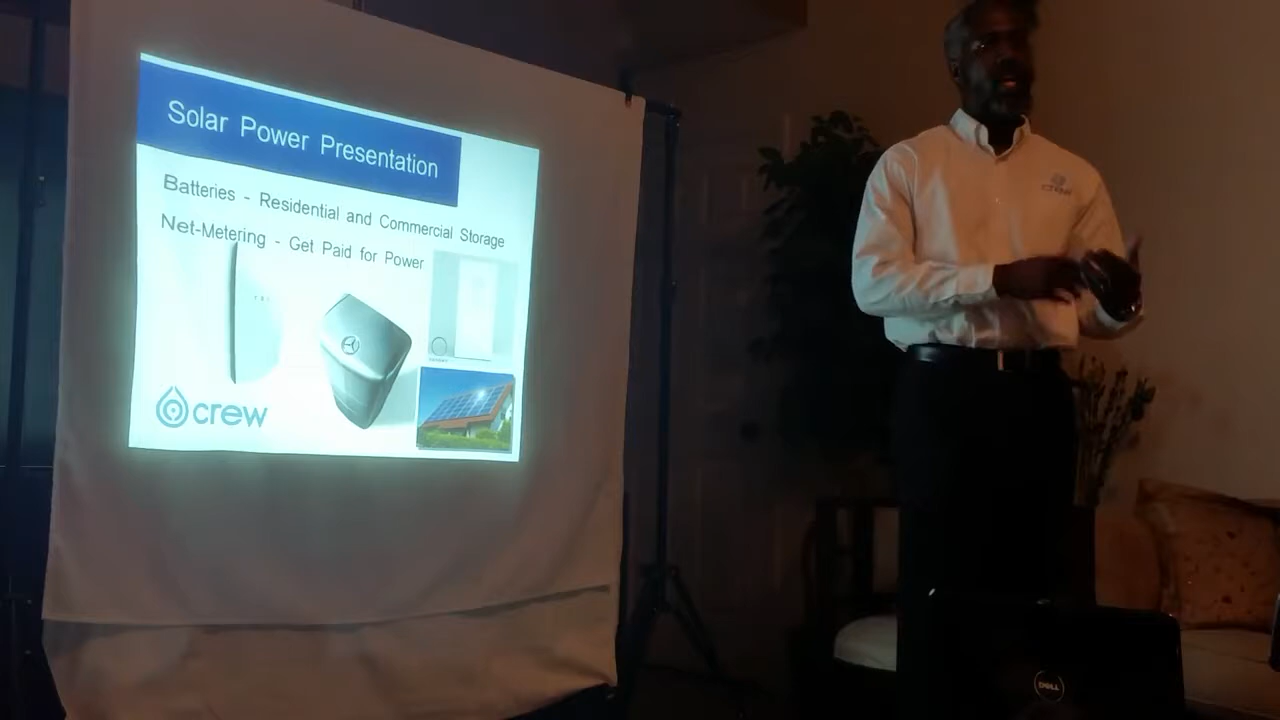 Solar Power Presentation
Batteries - Residential and Commercial Storage
Net-Metering - Get Paid for Power
crew
crew
DELL